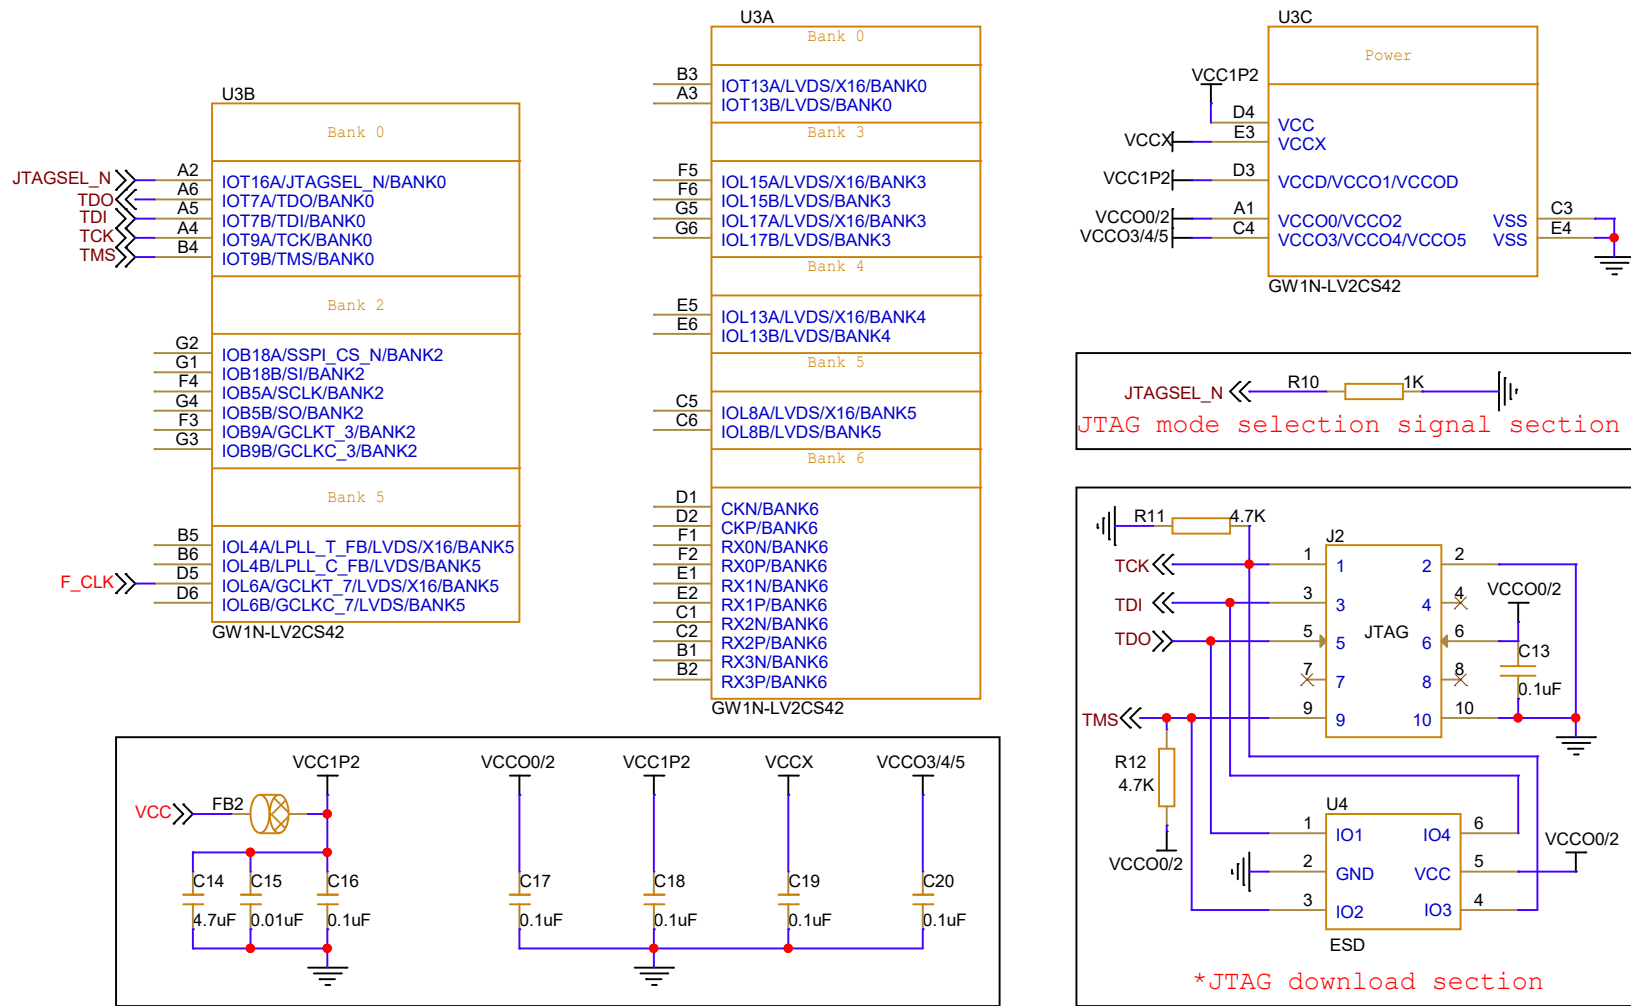 U3B
Bank 0
JTAGSEL_N A2 IOT16A/JTAGSEL_N/BANK0
TDO A6 IOT7A/TDO/BANK0
TDI A5 IOT7B/TDI/BANK0
TCK A4 IOT9A/TCK/BANK0
TMS B4 IOT9B/TMS/BANK0
Bank 2
G2 IOB18A/SSPI_CS_N/BANK2
G1 IOB18B/SI/BANK2
F4 IOB5A/SCLK/BANK2
G4 IOB5B/SO/BANK2
F3 IOB9A/GCLKT_3/BANK2
G3 IOB9B/GCLKC_3/BANK2
Bank 5
B5 IOL4A/LPLL_T_FB/LVDS/X16/BANK5
B6 IOL4B/LPLL_C_FB/LVDS/BANK5
F_CLK D5 IOL6A/GCLKT_7/LVDS/X16/BANK5
D6 IOL6B/GCLKC_7/LVDS/BANK5
GW1N-LV2CS42
U3A
Bank 0
B3 IOT13A/LVDS/X16/BANK0
A3 IOT13B/LVDS/BANK0
Bank 3
F5 IOL15A/LVDS/X16/BANK3
F6 IOL15B/LVDS/BANK3
G5 IOL17A/LVDS/X16/BANK3
G6 IOL17B/LVDS/BANK3
Bank 4
E5 IOL13A/LVDS/X16/BANK4
E6 IOL13B/LVDS/BANK4
Bank 5
C5 IOL8A/LVDS/X16/BANK5
C6 IOL8B/LVDS/BANK5
Bank 6
D1 CKN/BANK6
D2 CKP/BANK6
F1 RX0N/BANK6
F2 RX0P/BANK6
E1 RX1N/BANK6
E2 RX1P/BANK6
C1 RX2N/BANK6
C2 RX2P/BANK6
B1 RX3N/BANK6
B2 RX3P/BANK6
GW1N-LV2CS42
U3C
Power
VCC1P2
D4 VCC
VCCX E3 VCCX
VCC1P2 D3 VCCD/VCCO1/VCCOD
VCCO0/2 A1 VCCO0/VCCO2 VSS C3
VCCO3/4/5 C4 VCCO3/VCCO4/VCCO5 VSS E4
GW1N-LV2CS42
JTAGSEL_N R10 1K
JTAG mode selection signal section
R11 4.7K
J2
TCK 1 1 2 2
TDI 3 3 4 4 VCCO0/2
TDO 5 5 JTAG 6 6 C13
7 7 8 8 0.1uF
TMS 9 9 10 10
R12
4.7K
VCCO0/2
U4
1 IO1 IO4 6
2 GND VCC 5 VCCO0/2
3 IO2 IO3 4
ESD
*JTAG download section
VCC1P2 VCCO0/2 VCC1P2 VCCX VCCO3/4/5
VCC FB2
C14 C15 C16 C17 C18 C19 C20
4.7uF 0.01uF 0.1uF 0.1uF 0.1uF 0.1uF 0.1uF